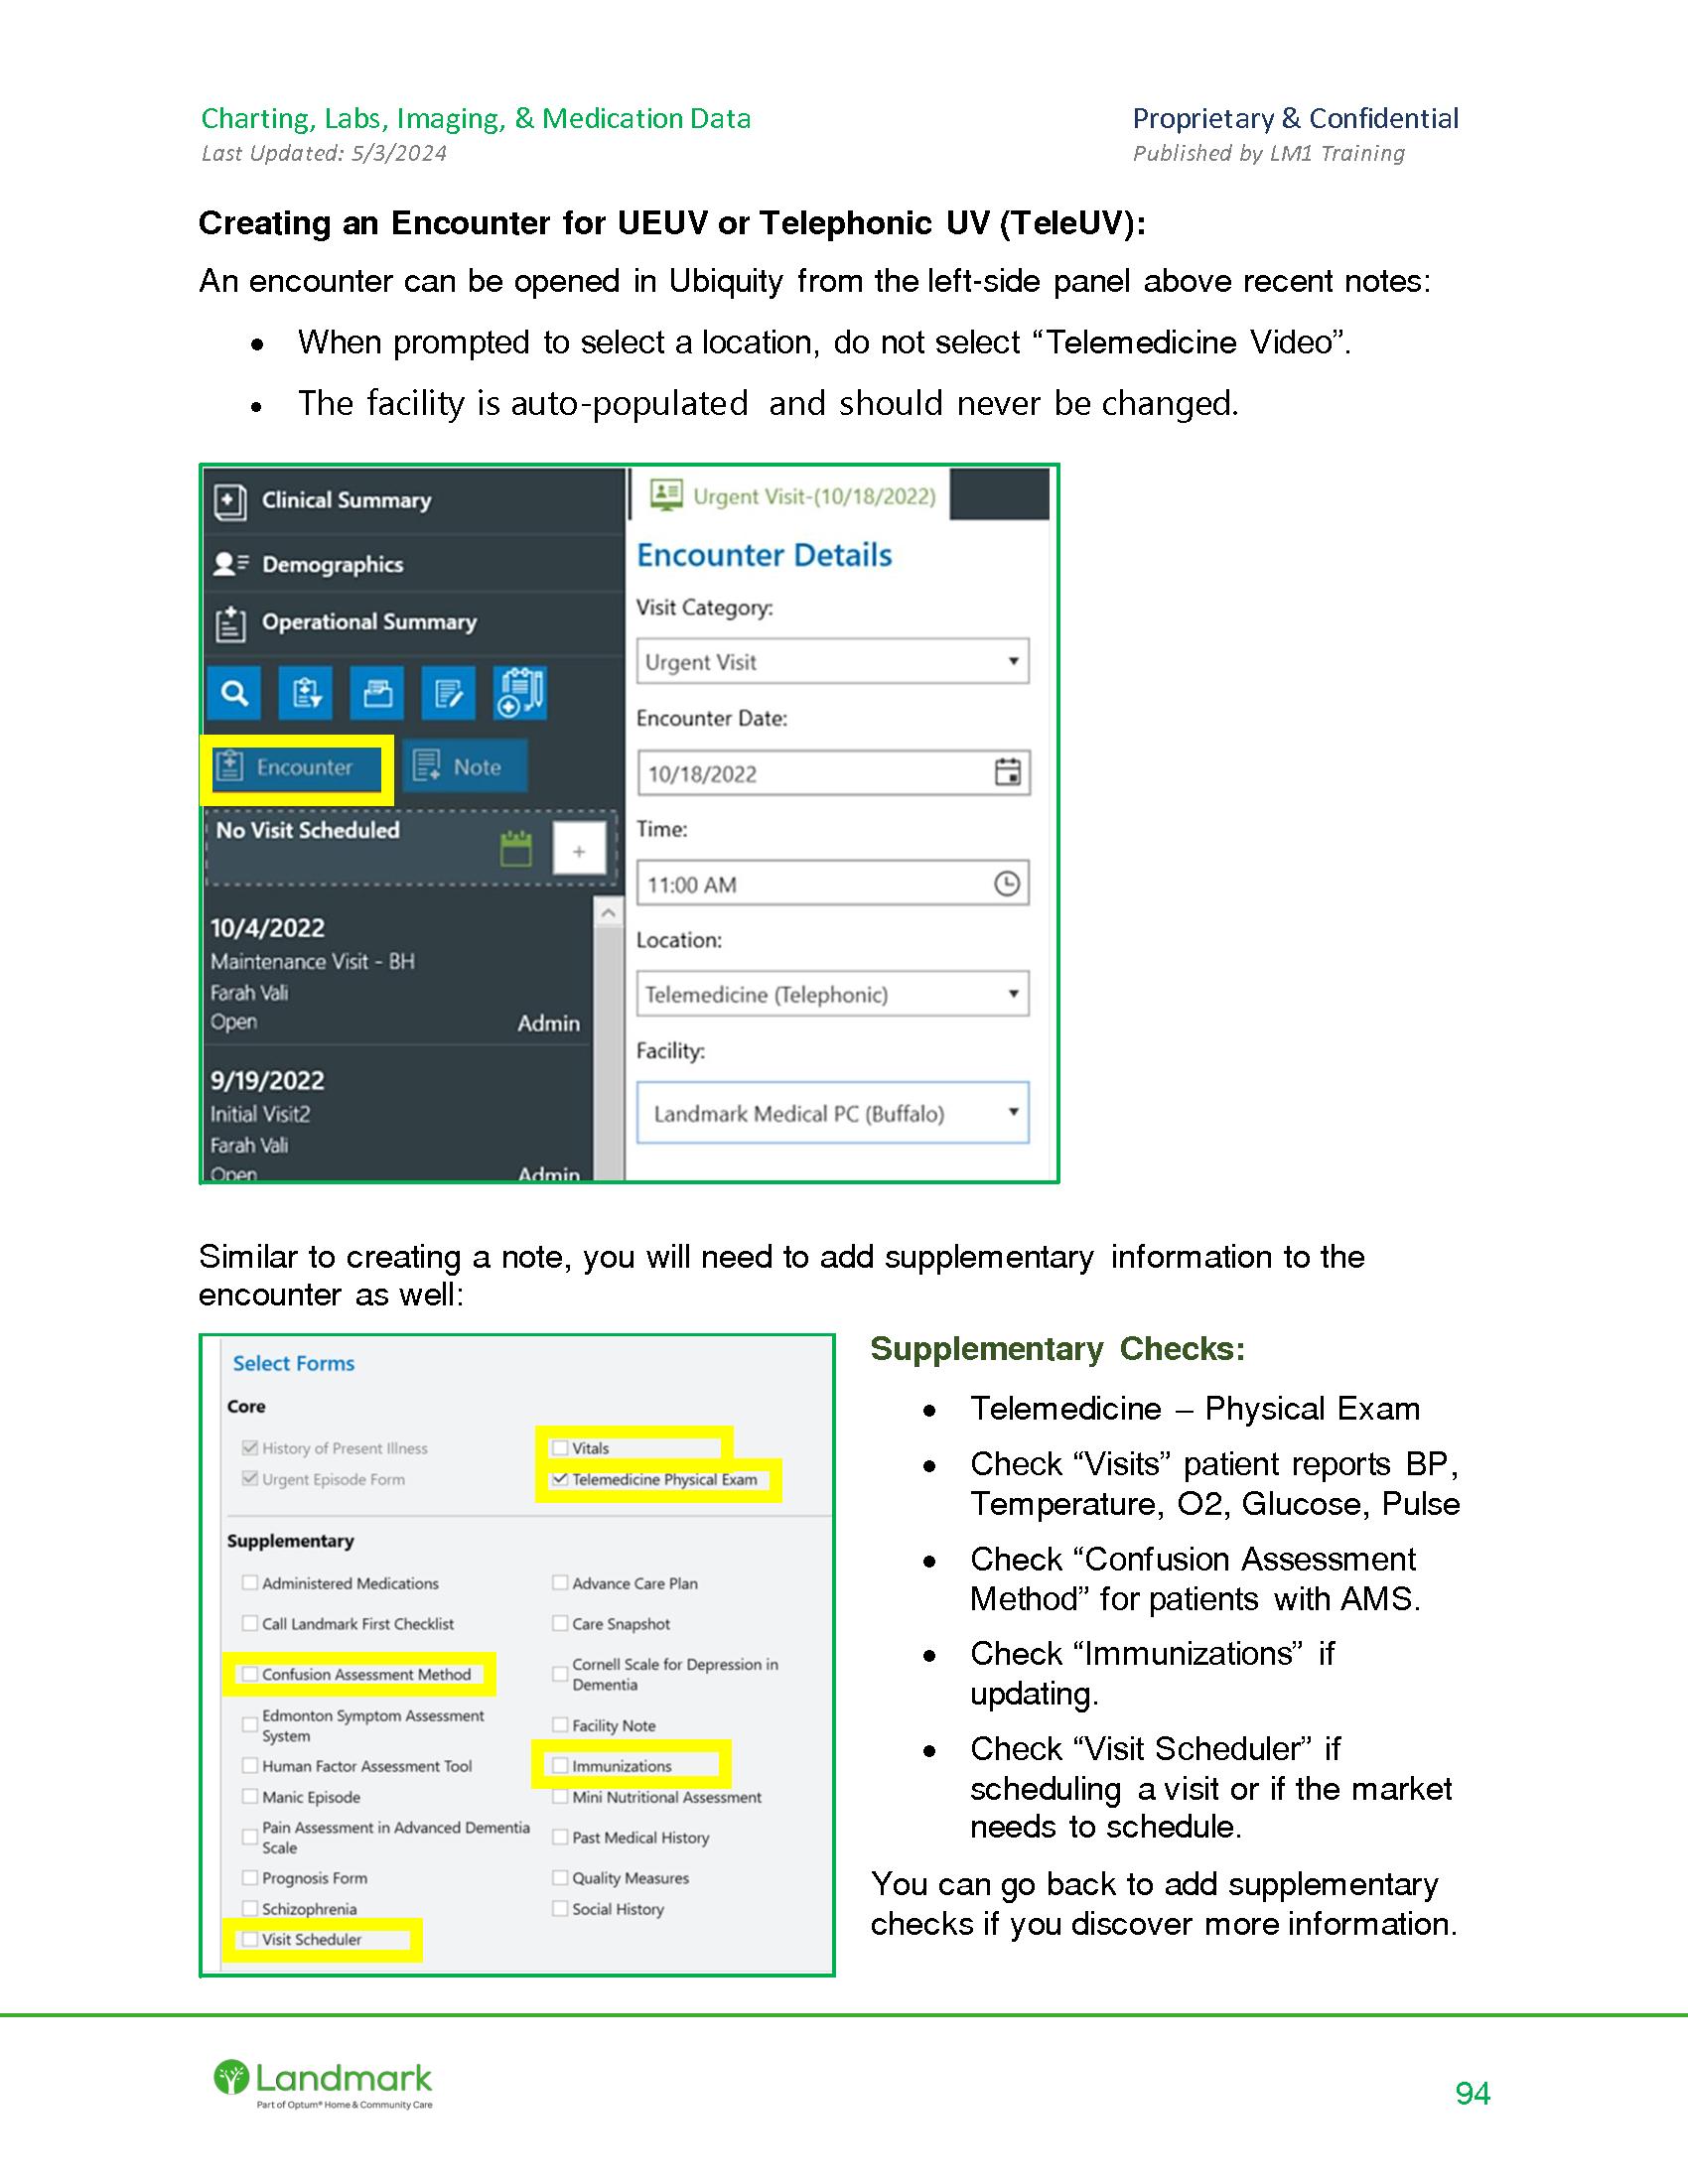 Charting, Labs, Imaging, & Medication Data
Proprietary & Confidential
Last Updated: 5/3/2024
Published by LM1 Training
Creating an Encounter for UEUV or Telephonic UV (TeleUV):
An encounter can be opened in Ubiquity from the left-side panel above recent notes:
• When prompted to select a location, do not select “Telemedicine Video”.
• The facility is auto-populated and should never be changed.
Clinical Summary
Demographics
Operational Summary
Encounter
Note
No Visit Scheduled
+
10/4/2022
Maintenance Visit - BH
Farah Vali
Open
Admin
9/19/2022
Initial Visit2
Farah Vali
Open
Admin
Urgent Visit-(10/18/2022)
Encounter Details
Visit Category:
Urgent Visit
Encounter Date:
10/18/2022
Time:
11:00 AM
Location:
Telemedicine (Telephonic)
Facility:
Landmark Medical PC (Buffalo)
Similar to creating a note, you will need to add supplementary information to the
encounter as well:
Select Forms
Core
History of Present Illness
Vitals
Urgent Episode Form
Telemedicine Physical Exam
Supplementary
Administered Medications
Advance Care Plan
Call Landmark First Checklist
Care Snapshot
Confusion Assessment Method
Cornell Scale for Depression in
Dementia
Edmonton Symptom Assessment
System
Facility Note
Human Factor Assessment Tool
Immunizations
Manic Episode
Mini Nutritional Assessment
Pain Assessment in Advanced Dementia
Scale
Past Medical History
Prognosis Form
Quality Measures
Schizophrenia
Social History
Visit Scheduler
Supplementary Checks:
• Telemedicine – Physical Exam
• Check “Visits” patient reports BP,
Temperature, O2, Glucose, Pulse
• Check “Confusion Assessment
Method” for patients with AMS.
• Check “Immunizations” if
updating.
• Check “Visit Scheduler” if
scheduling a visit or if the market
needs to schedule.
You can go back to add supplementary
checks if you discover more information.
Landmark
Part of Optum® Home & Community Care
94